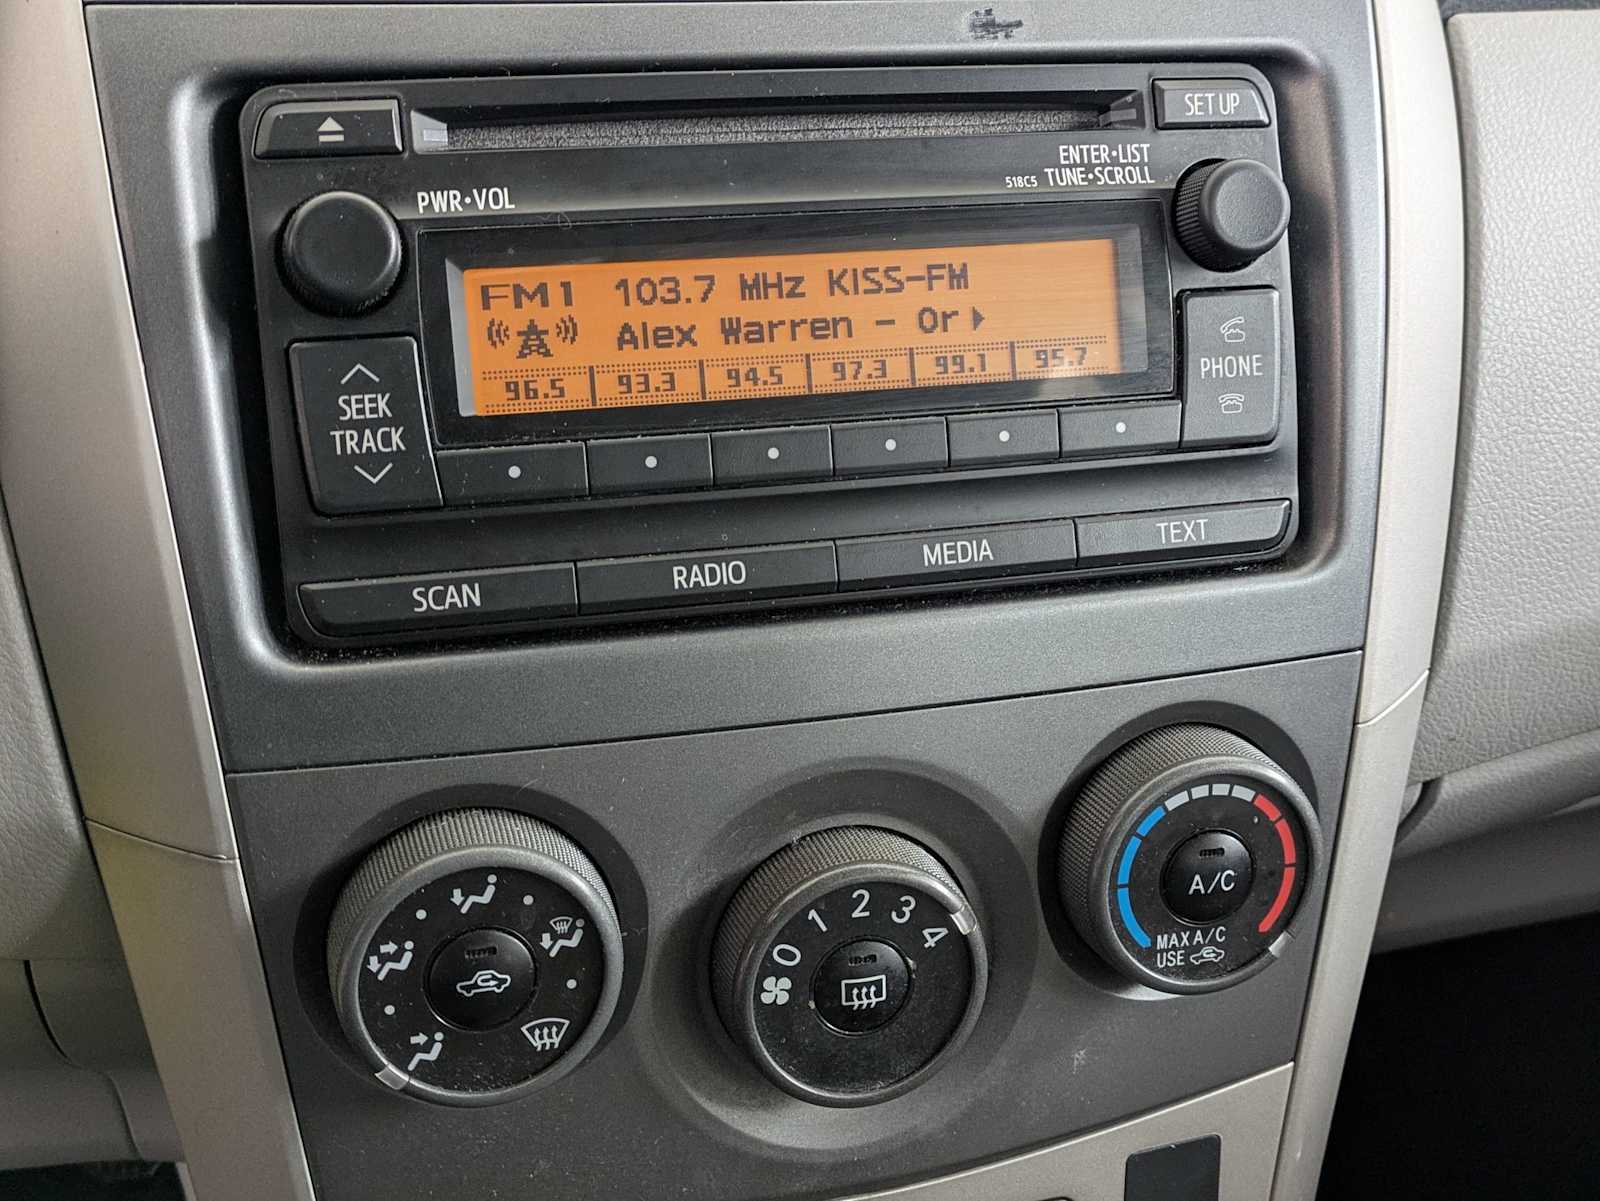 SET UP
ENTER•LIST
518C5 TUNE•SCROLL
PWR•VOL
FM1 103.7 MHz KISS-FM
Alex Warren - Or
96.5 93.3 94.5 97.3 99.1 95.7
SEEK
TRACK
PHONE
SCAN RADIO MEDIA TEXT
0 1 2 3 4
A/C
MAX A/C
USE